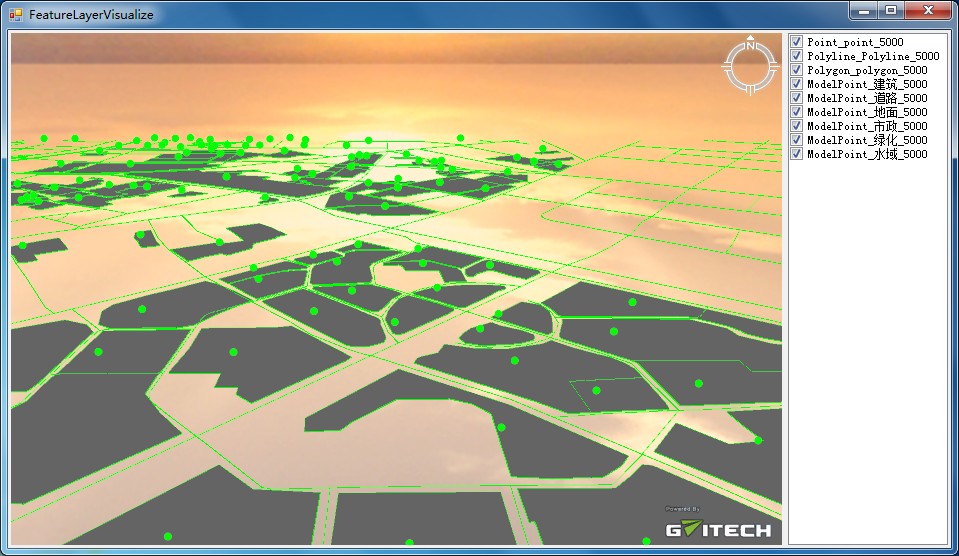 FeatureLayerVisualize
N
Point_point_5000
Polyline_Polyline_5000
Polygon_polygon_5000
ModelPoint_建筑_5000
ModelPoint_道路_5000
ModelPoint_地面_5000
ModelPoint_市政_5000
ModelPoint_绿化_5000
ModelPoint_水域_5000
Powered By
GVITECH